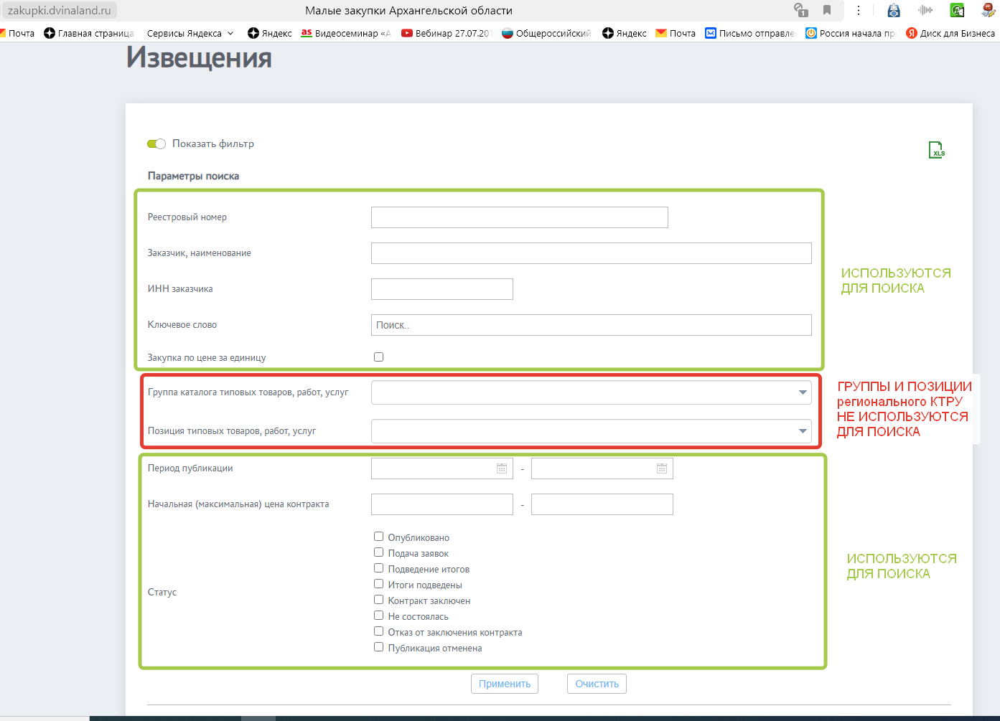 zakupki.dvinaland.ru
Малые закупки Архангельской области
1
Почта
Главная страница
Сервисы Яндекса
Яндекс
as Видеосеминар «А
Вебинар 27.07.201
Общероссийский
Яндекс
Почта
Письмо отправле
Россия начала пр
Я Диск для Бизнеса
Извещения
Показать фильтр
XLS
Параметры поиска
Реестровый номер
Заказчик, наименование
ИНН заказчика
Ключевое слово
Поиск..
Закупка по цене за единицу
ИСПОЛЬЗУЮТСЯ
ДЛЯ ПОИСКА
Группа каталога типовых товаров, работ, услуг
Позиция типовых товаров, работ, услуг
ГРУППЫ И ПОЗИЦИИ
регионального КТРУ
НЕ ИСПОЛЬЗУЮТСЯ
ДЛЯ ПОИСКА
Период публикации
-
Начальная (максимальная) цена контракта
-
Статус
Опубликовано
Подача заявок
Подведение итогов
Итоги подведены
Контракт заключен
Не состоялась
Отказ от заключения контракта
Публикация отменена
ИСПОЛЬЗУЮТСЯ
ДЛЯ ПОИСКА
Применить
Очистить